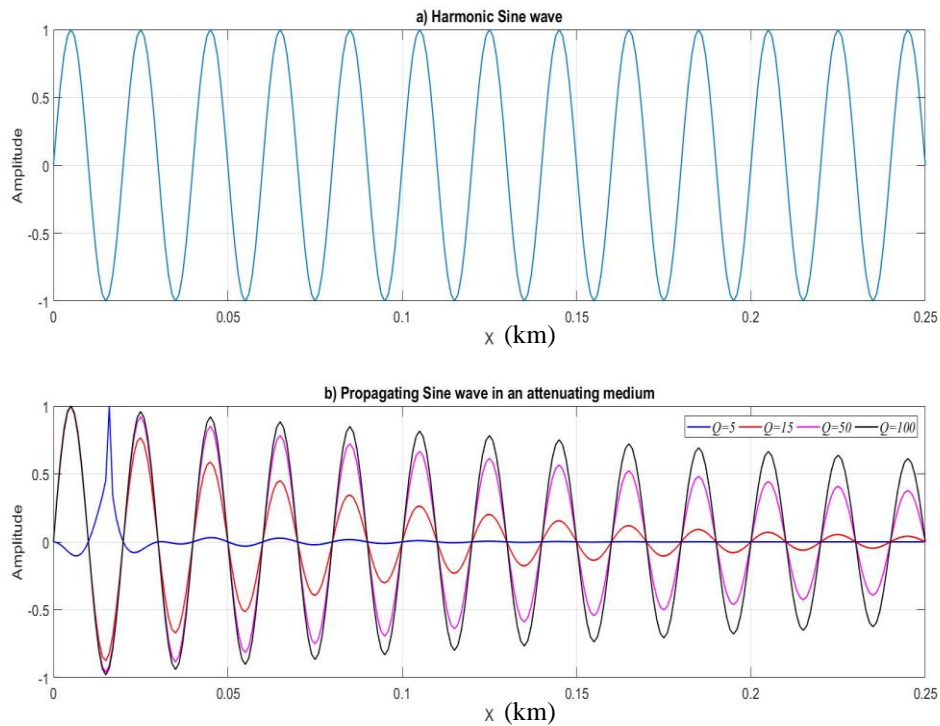 a) Harmonic Sine wave
1
0.5
0
-0.5
-1
Amplitude
0 0.05 0.1 0.15 0.2 0.25
X (km)
b) Propagating Sine wave in an attenuating medium
Q=5 Q=15 Q=50 Q=100
1
0.5
0
-0.5
-1
Amplitude
0 0.05 0.1 0.15 0.2 0.25
X (km)